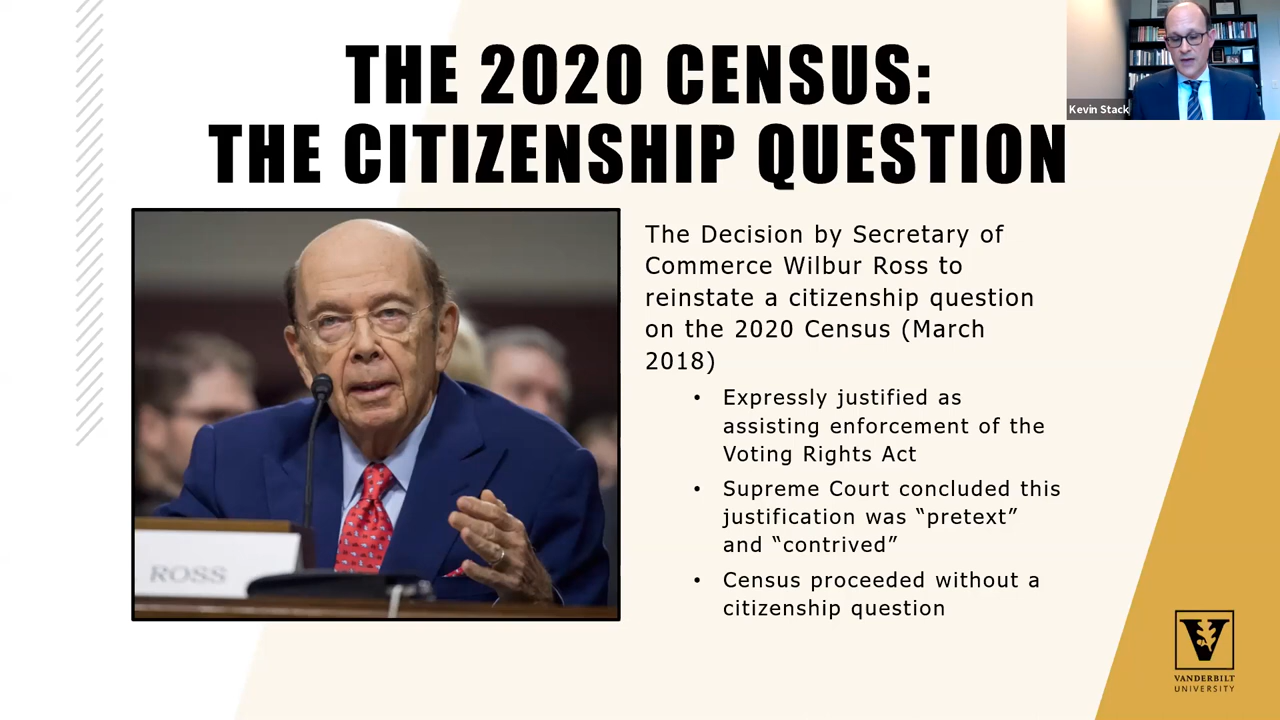 THE 2020 CENSUS:
THE CITIZENSHIP QUESTION
Kevin Stack
The Decision by Secretary of
Commerce Wilbur Ross to
reinstate a citizenship question
on the 2020 Census (March
2018)
• Expressly justified as
assisting enforcement of the
Voting Rights Act
• Supreme Court concluded this
justification was “pretext”
and “contrived”
• Census proceeded without a
citizenship question
ROSS
V
VANDERBILT
UNIVERSITY